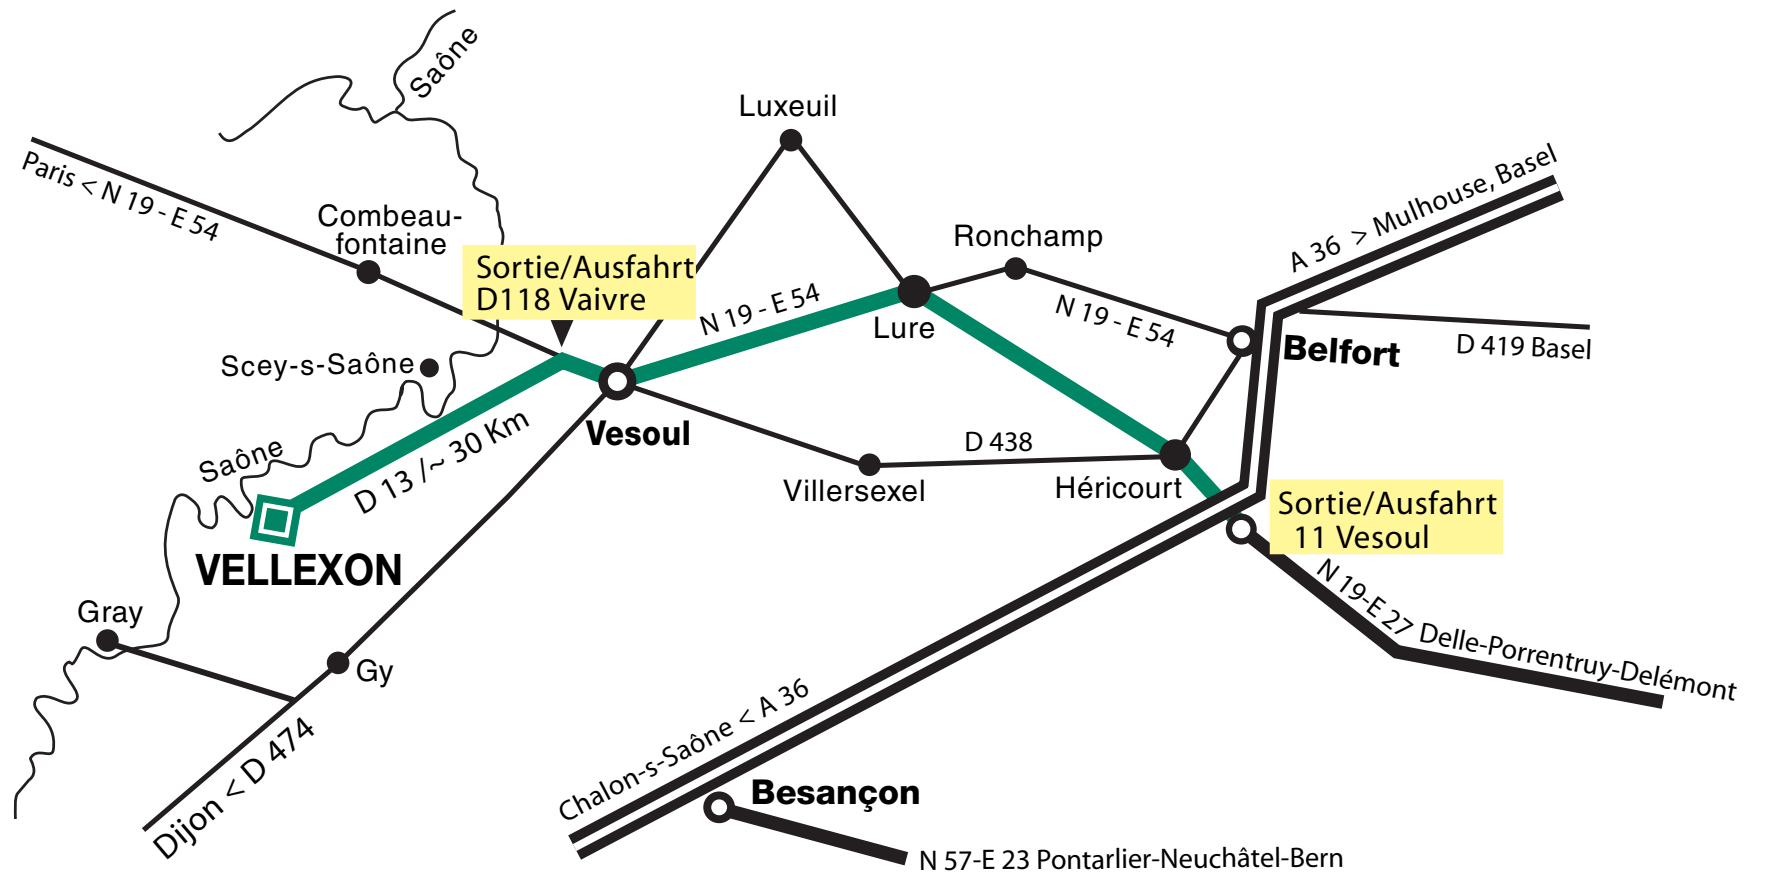 Saône
Luxeuil
Paris < N 19 - E 54
Combeau-
fontaine
A 36 > Mulhouse, Basel
Ronchamp
Sortie/Ausfahrt
D118 Vaivre
N 19 - E 54
Lure
N 19 - E 54
Belfort
D 419 Basel
Scey-s-Saône
Vesoul
D 438
Saône
D 13 /~ 30 Km
Villersexel
Héricourt
Sortie/Ausfahrt
11 Vesoul
VELLEXON
N 19-E 27 Delle-Porrentruy-Delémont
Gray
Gy
Dijon < D 474
Chalon-s-Saône < A 36
Besançon
N 57-E 23 Pontarlier-Neuchâtel-Bern